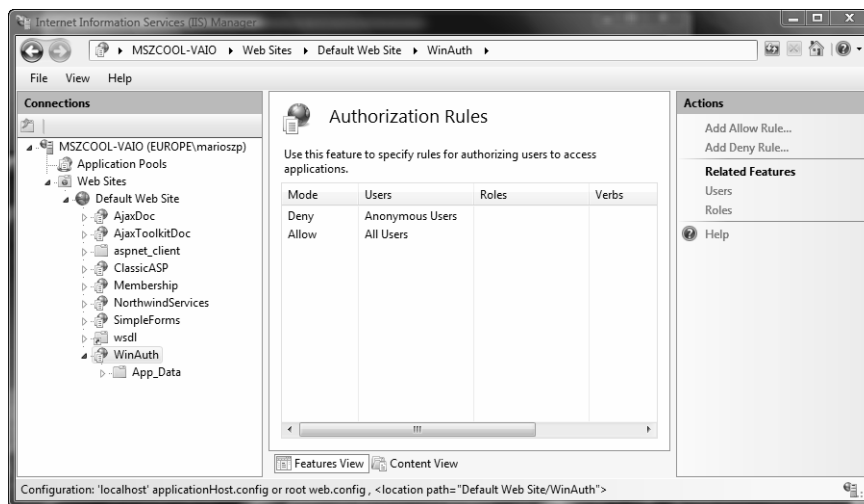 Internet Information Services (IIS) Manager
MSZCOOL-VAIO Web Sites Default Web Site WinAuth
File View Help
Connections
MSZCOOL-VAIO (EUROPE\marioszp)
Application Pools
Web Sites
Default Web Site
AjaxDoc
AjaxToolkitDoc
aspnet_client
ClassicASP
Membership
NorthwindServices
SimpleForms
wsdl
WinAuth
App_Data
Authorization Rules
Use this feature to specify rules for authorizing users to access
applications.
Mode Users Roles Verbs
Deny Anonymous Users
Allow All Users
Features View Content View
Actions
Add Allow Rule...
Add Deny Rule...
Related Features
Users
Roles
Help
Configuration: 'localhost' applicationHost.config or root web.config , <location path="Default Web Site/WinAuth">